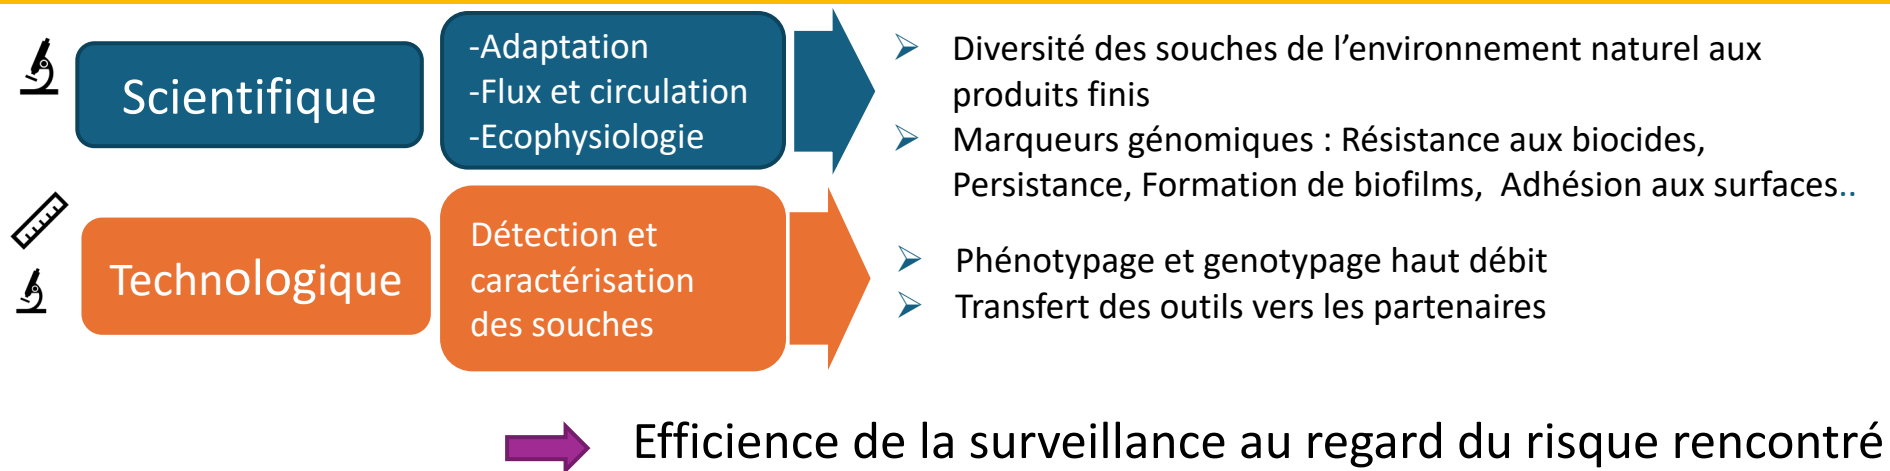 Scientifique
-Adaptation
-Flux et circulation
-Ecophysiologie
➢ Diversité des souches de l’environnement naturel aux
produits finis
➢ Marqueurs génomiques : Résistance aux biocides,
Persistance, Formation de biofilms, Adhésion aux surfaces..
Technologique
Détection et
caractérisation
des souches
➢ Phénotypage et genotypage haut débit
➢ Transfert des outils vers les partenaires
Efficience de la surveillance au regard du risque rencontré